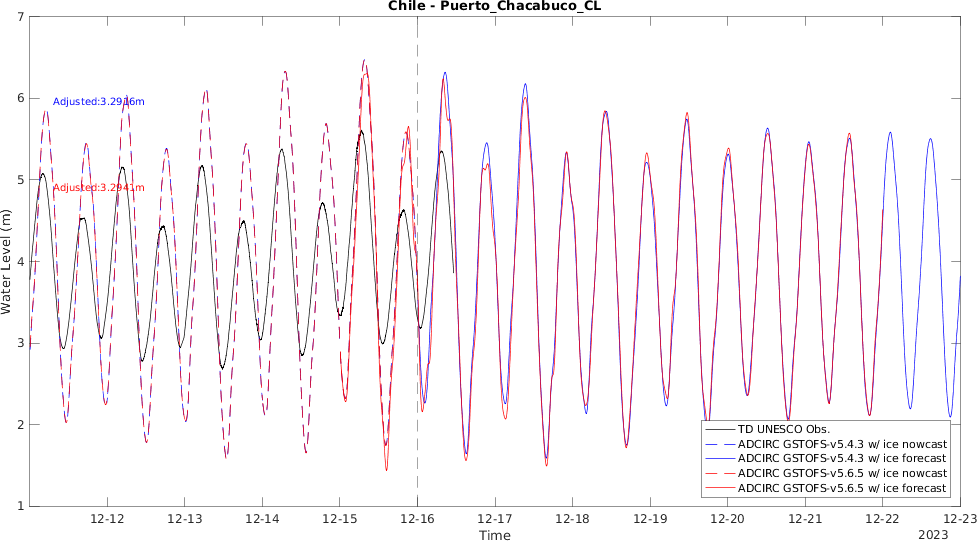 Chile - Puerto_Chacabuco_CL
7
6
5
4
3
2
1
Water Level (m)
Adjusted:3.2916m
Adjusted:3.2941m
TD UNESCO Obs.
ADCIRC GSTOFS-v5.4.3 w/ ice nowcast
ADCIRC GSTOFS-v5.4.3 w/ ice forecast
ADCIRC GSTOFS-v5.6.5 w/ ice nowcast
ADCIRC GSTOFS-v5.6.5 w/ ice forecast
12-12 12-13 12-14 12-15 12-16 12-17 12-18 12-19 12-20 12-21 12-22 12-23
Time
2023